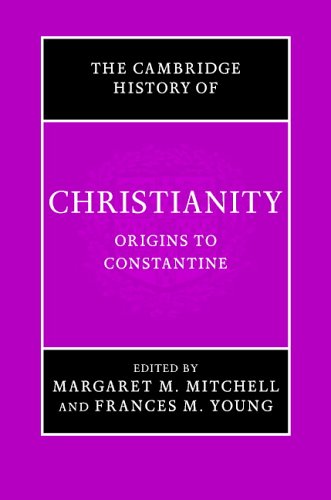 THE CAMBRIDGE
HISTORY OF
CHRISTIANITY
ORIGINS TO
CONSTANTINE
EDITED BY
MARGARET M. MITCHELL
AND FRANCES M. YOUNG